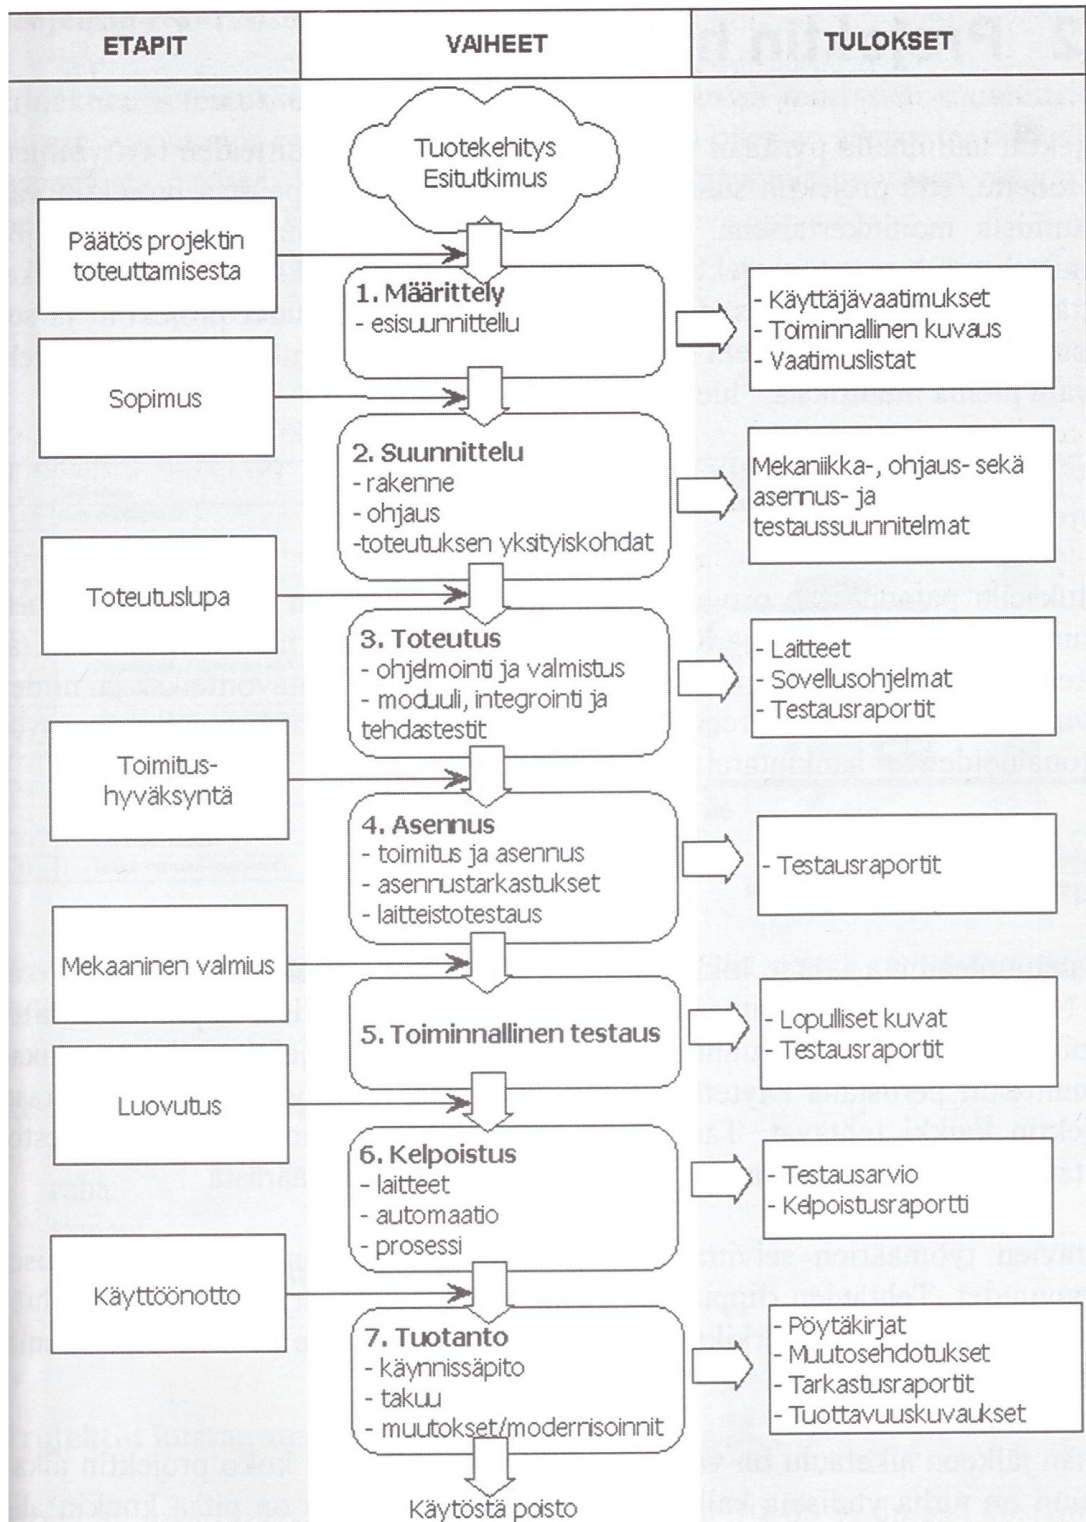 ETAPIT
VAIHEET
TULOKSET
Tuotekehitys
Esitutkimus
Päätös projektin
toteuttamisesta
1. Määrittely
- esisuunnittellu
- Käyttäjävaatimukset
- Toiminnallinen kuvaus
- Vaatimuslistat
Sopimus
2. Suunnittelu
- rakenne
- ohjaus
-toteutuksen yksityiskohdat
Mekaniikka-, ohjaus- sekä
asennus- ja
testaussuunnitelmat
Toteutuslupa
3. Toteutus
- ohjelmointi ja valmistus
- moduuli, integrointi ja
tehdastestit
- Laitteet
- Sovellusohjelmat
- Testausraportit
Toimitus-
hyväksyntä
4. Asennus
- toimitus ja asennus
- asennustarkastukset
- laitteistotestaus
- Testausraportit
Mekaaninen valmius
5. Toiminnallinen testaus
- Lopulliset kuvat
- Testausraportit
Luovutus
6. Kelpoistus
- laitteet
- automaatio
- prosessi
- Testausarvio
- Kelpoistusraportti
Käyttöönotto
7. Tuotanto
- käynnissäpito
- takuu
- muutokset/modernisoinnit
- Pöytäkirjat
- Muutosehdotukset
- Tarkastusraportit
- Tuottavuuskuvaukset
Käytöstä poisto